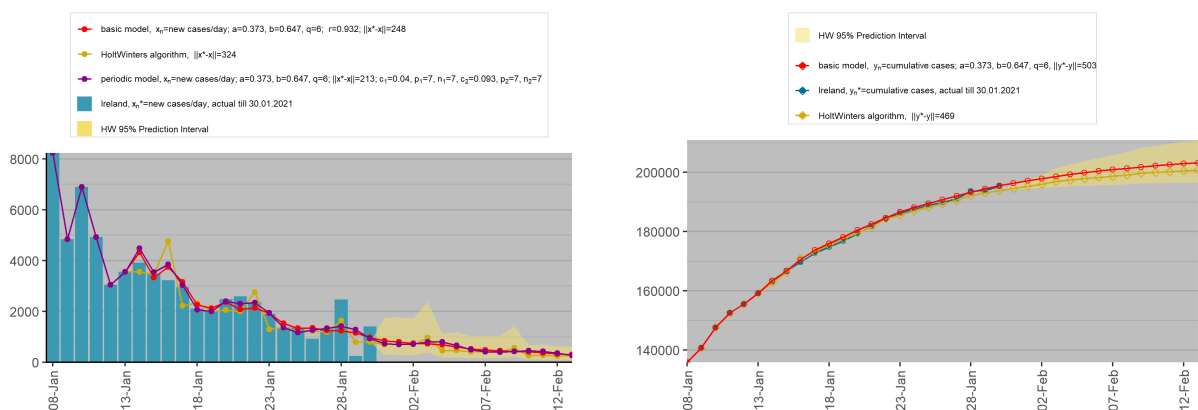 basic model, xₙ=new cases/day; a=0.373, b=0.647, q=6; r=0.932; ||x*-x||=248
HoltWinters algorithm, ||x*-x||=324
periodic model, xₙ=new cases/day; a=0.373, b=0.647, q=6; ||x*-x||=213; c₁=0.04, p₁=7, n₁=7, c₂=0.093, p₂=7, n₂=7
Ireland, xₙ*=new cases/day, actual till 30.01.2021
HW 95% Prediction Interval
8000
6000
4000
2000
0
08-Jan
13-Jan
18-Jan
23-Jan
28-Jan
02-Feb
07-Feb
12-Feb
HW 95% Prediction Interval
basic model, yₙ=cumulative cases; a=0.373, b=0.647, q=6, ||y*-y||=503
Ireland, yₙ*=cumulative cases, actual till 30.01.2021
HoltWinters algorithm, ||y*-y||=469
200000
180000
160000
140000
08-Jan
13-Jan
18-Jan
23-Jan
28-Jan
02-Feb
07-Feb
12-Feb